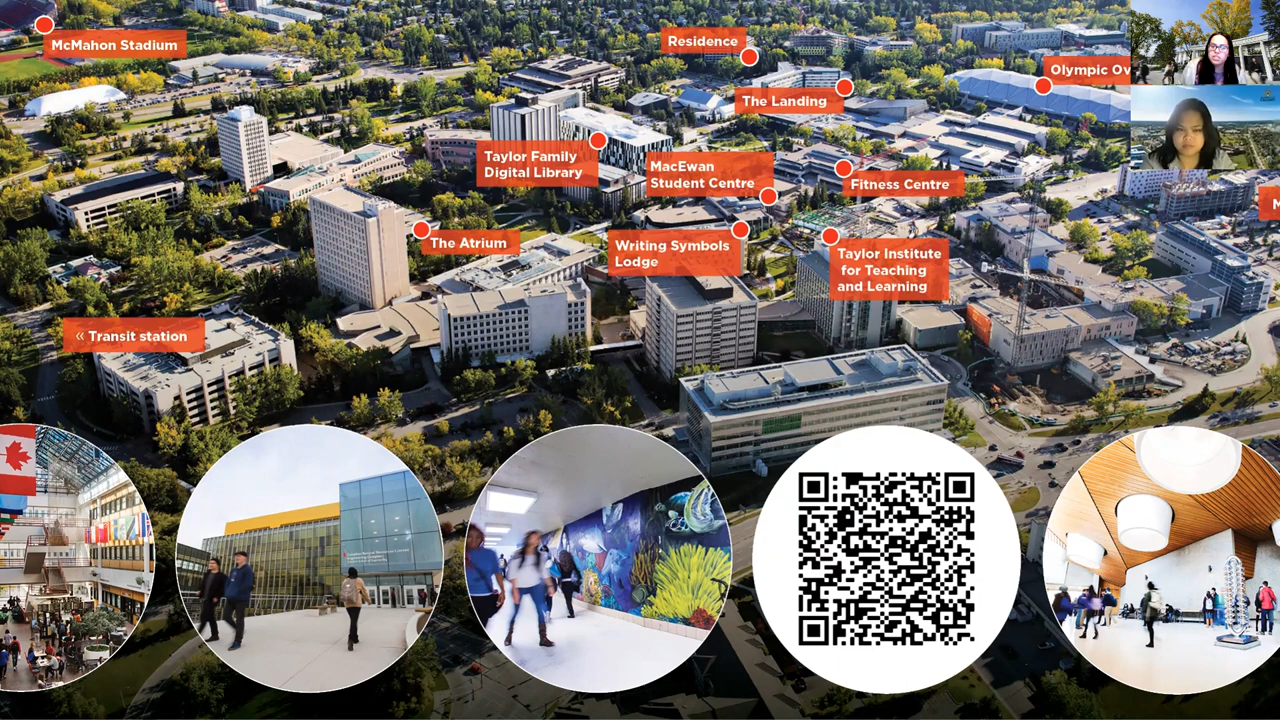 McMahon Stadium
Residence
Olympic Ov
The Landing
Taylor Family
Digital Library
MacEwan
Student Centre
Fitness Centre
The Atrium
Writing Symbols
Lodge
Taylor Institute
for Teaching
and Learning
« Transit station